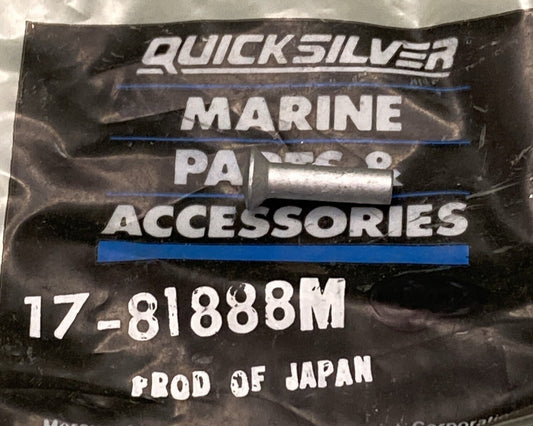 QUICKSILVER
MARINE
PARTS &
ACCESSORIES
17-81888M
PROD OF JAPAN